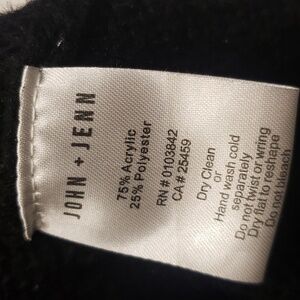 JOHN + JENN
75% Acrylic
25% Polyester
RN # 0103642
CA # 25459
Dry Clean
or
Hand wash cold
separately
Do not twist or wring
Dry flat to reshape
Do not bleach